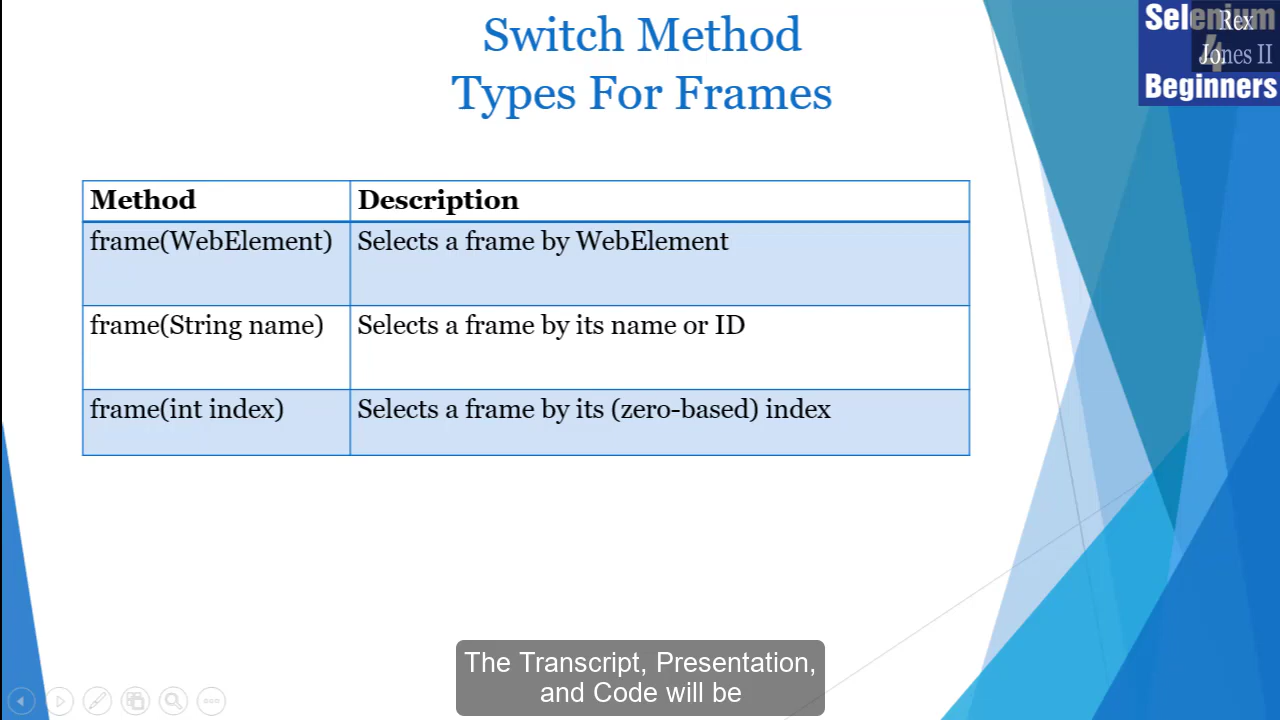 Switch Method
Types For Frames
Selenium
4
Beginners
Rex
Jones II
Method
Description
frame(WebElement)
Selects a frame by WebElement
frame(String name)
Selects a frame by its name or ID
frame(int index)
Selects a frame by its (zero-based) index
The Transcript, Presentation,
and Code will be